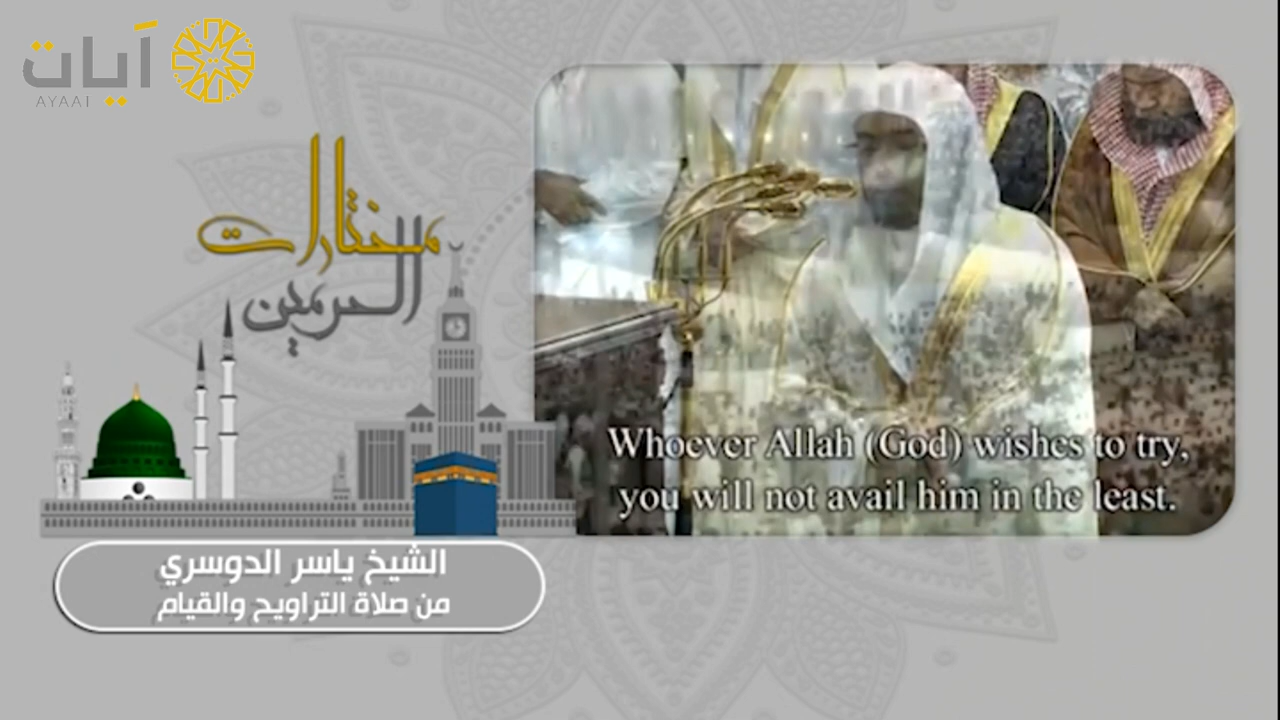 آيات
AYAAT
مختارات
الحرمين
Whoever Allah (God) wishes to try,
you will not avail him in the least.
الشيخ ياسر الدوسري
من صلاة التراويح والقيام